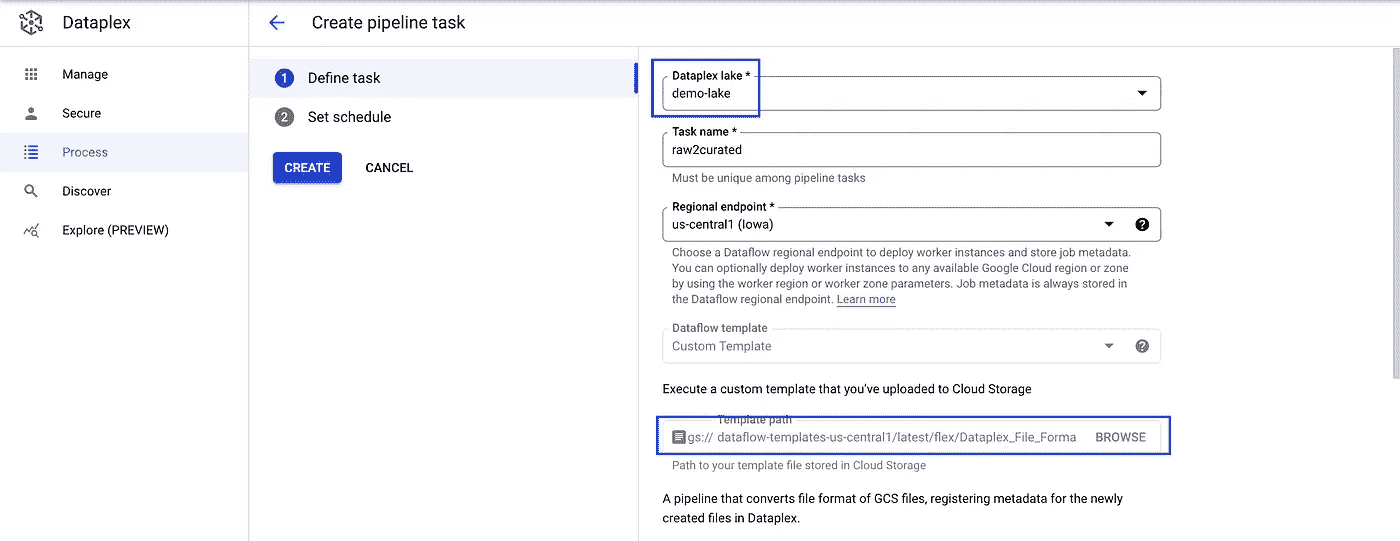 Dataplex
Create pipeline task
Manage
Secure
Process
Discover
Explore (PREVIEW)
1 Define task
2 Set schedule
CREATE CANCEL
Dataplex lake *
demo-lake
Task name *
raw2curated
Must be unique among pipeline tasks
Regional endpoint *
us-central1 (Iowa)
Choose a Dataflow regional endpoint to deploy worker instances and store job metadata.
You can optionally deploy worker instances to any available Google Cloud region or zone
by using the worker region or worker zone parameters. Job metadata is always stored in
the Dataflow regional endpoint. Learn more
Dataflow template
Custom Template
Execute a custom template that you've uploaded to Cloud Storage
Template path
gs:// dataflow-templates-us-central1/latest/flex/Dataplex_File_Forma BROWSE
Path to your template file stored in Cloud Storage
A pipeline that converts file format of GCS files, registering metadata for the newly
created files in Dataplex.